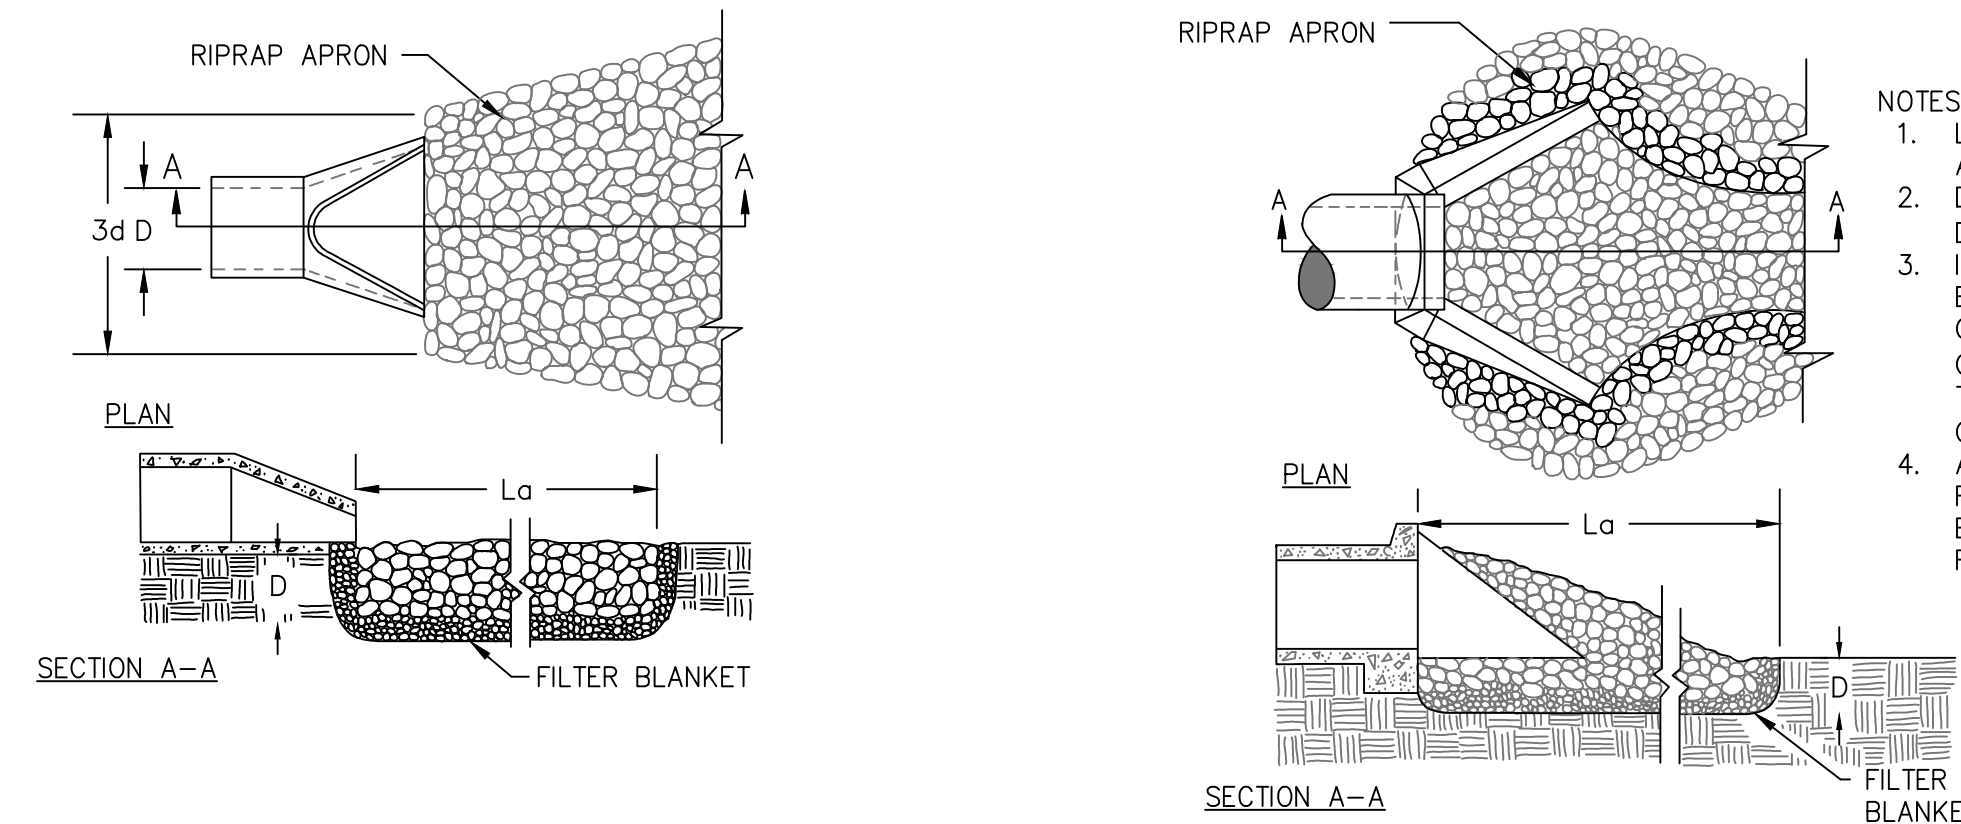 RIPRAP APRON
A
A
3d D
PLAN
La
D
FILTER BLANKET
SECTION A-A
RIPRAP APRON
A
A
PLAN
La
D
FILTER
BLANKE
SECTION A-A
NOTES
1. L
A
2. D
D
3. I
E
4. A
F
E
F